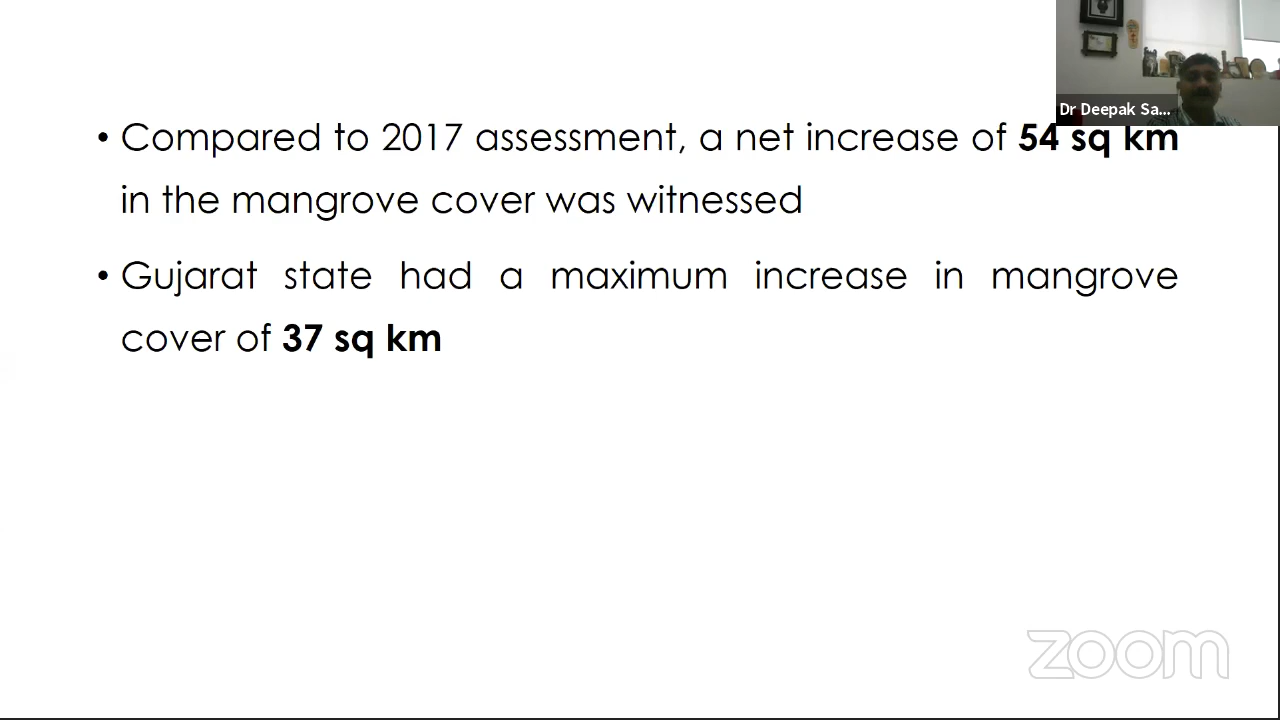 Dr Deepak Sa...
• Compared to 2017 assessment, a net increase of 54 sq km
in the mangrove cover was witnessed
• Gujarat state had a maximum increase in mangrove
cover of 37 sq km
zoom